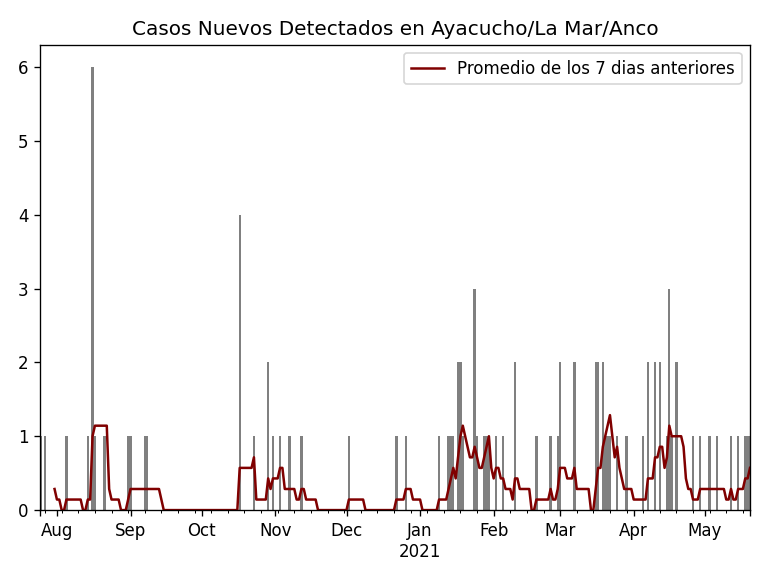 Casos Nuevos Detectados en Ayacucho/La Mar/Anco
Promedio de los 7 dias anteriores
6
5
4
3
2
1
0
Aug Sep Oct Nov Dec Jan Feb Mar Apr May
2021